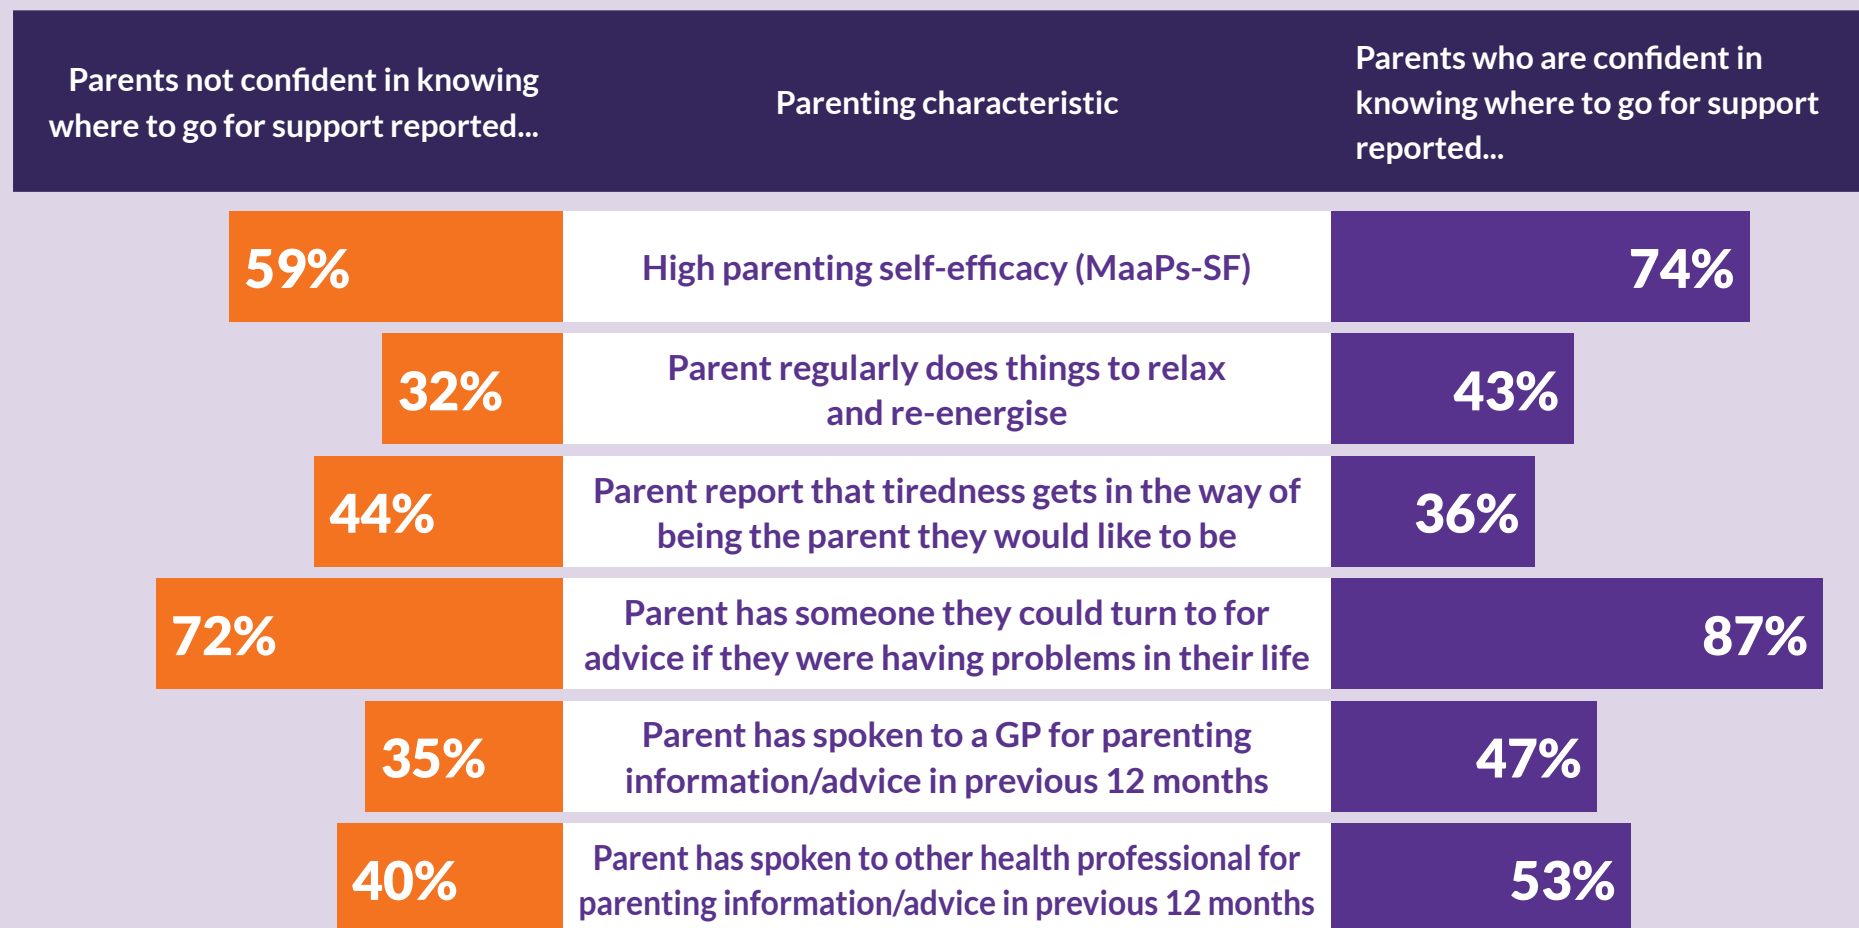 Parents not confident in knowing
where to go for support reported...
Parenting characteristic
Parents who are confident in
knowing where to go for support
reported...
59%
High parenting self-efficacy (MaaPs-SF)
74%
32%
Parent regularly does things to relax
and re-energise
43%
44%
Parent report that tiredness gets in the way of
being the parent they would like to be
36%
72%
Parent has someone they could turn to for
advice if they were having problems in their life
87%
35%
Parent has spoken to a GP for parenting
information/advice in previous 12 months
47%
40%
Parent has spoken to other health professional for
parenting information/advice in previous 12 months
53%